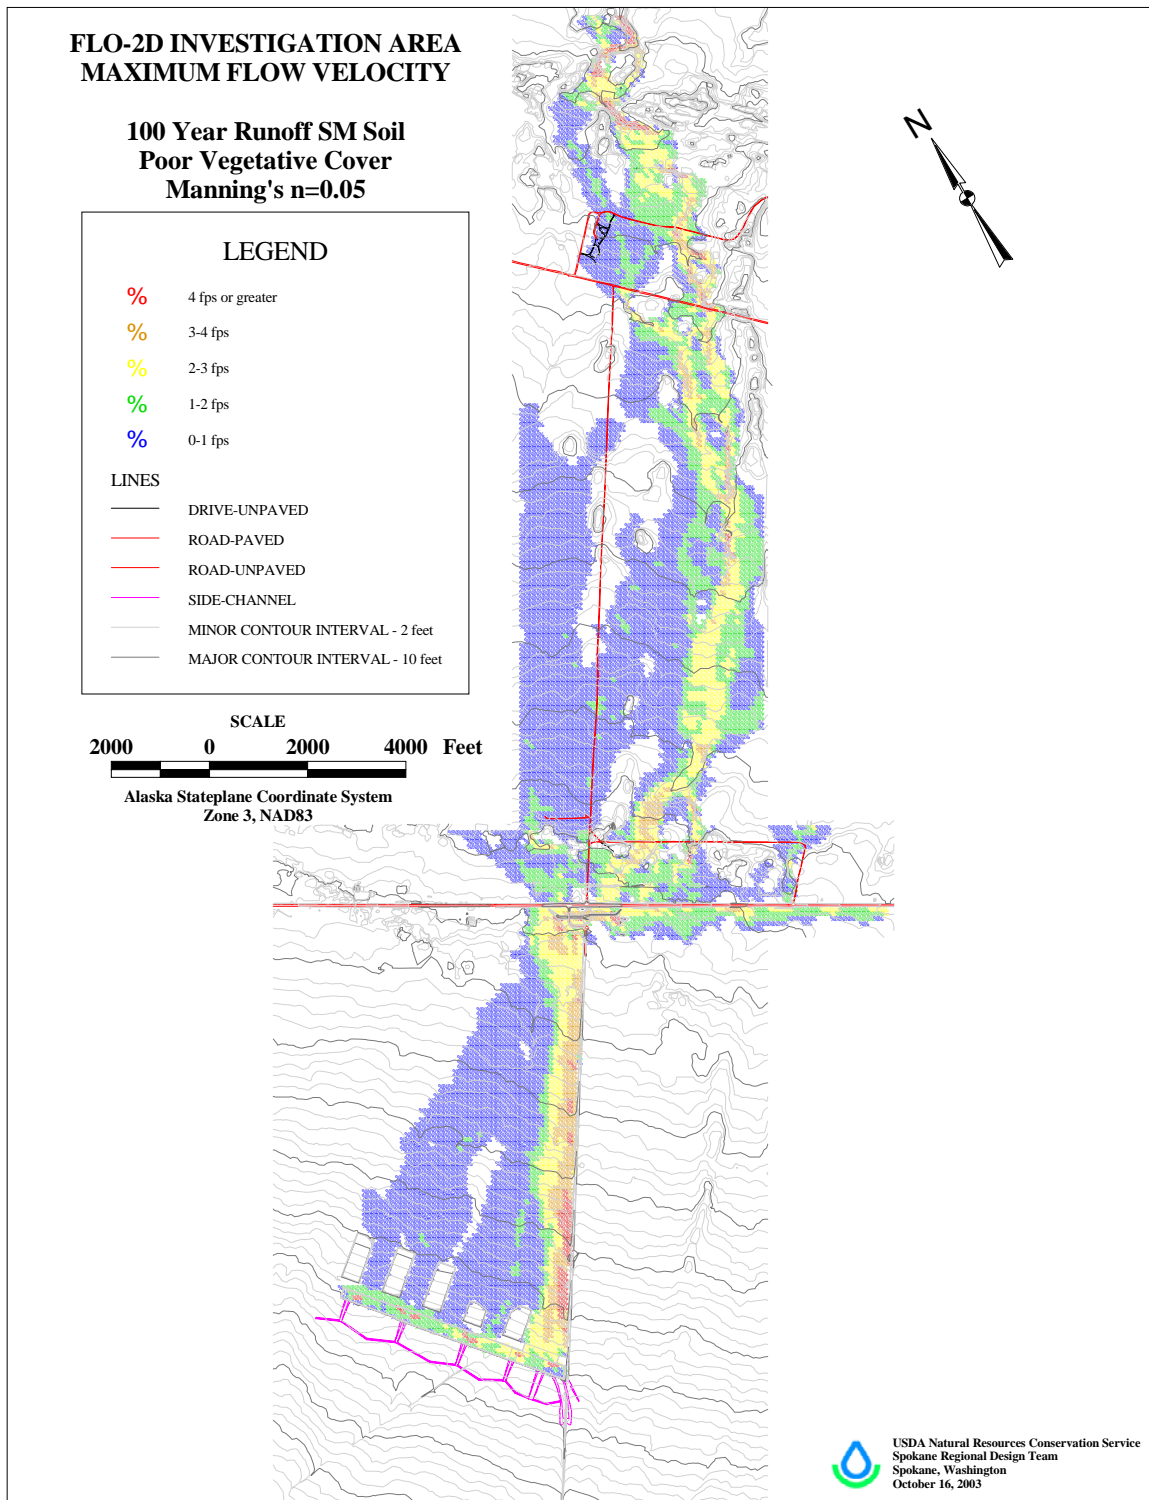 FLO-2D INVESTIGATION AREA
MAXIMUM FLOW VELOCITY
100 Year Runoff SM Soil
Poor Vegetative Cover
Manning's n=0.05
LEGEND
% 4 fps or greater
% 3-4 fps
% 2-3 fps
% 1-2 fps
% 0-1 fps
LINES
DRIVE-UNPAVED
ROAD-PAVED
ROAD-UNPAVED
SIDE-CHANNEL
MINOR CONTOUR INTERVAL - 2 feet
MAJOR CONTOUR INTERVAL - 10 feet
SCALE
2000 0 2000 4000 Feet
Alaska Stateplane Coordinate System
Zone 3, NAD83
N
USDA Natural Resources Conservation Service
Spokane Regional Design Team
Spokane, Washington
October 16, 2003